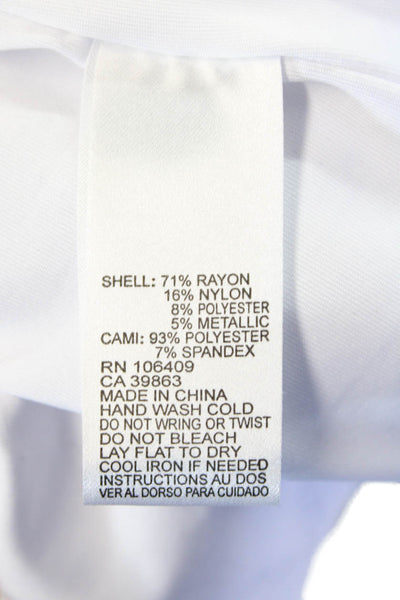 SHELL: 71% RAYON
16% NYLON
8% POLYESTER
5% METALLIC
CAMI: 93% POLYESTER
7% SPANDEX
RN 106409
CA 39863
MADE IN CHINA
HAND WASH COLD
DO NOT WRING OR TWIST
DO NOT BLEACH
LAY FLAT TO DRY
COOL IRON IF NEEDED
INSTRUCTIONS AU DOS
VER AL DORSO PARA CUIDADO